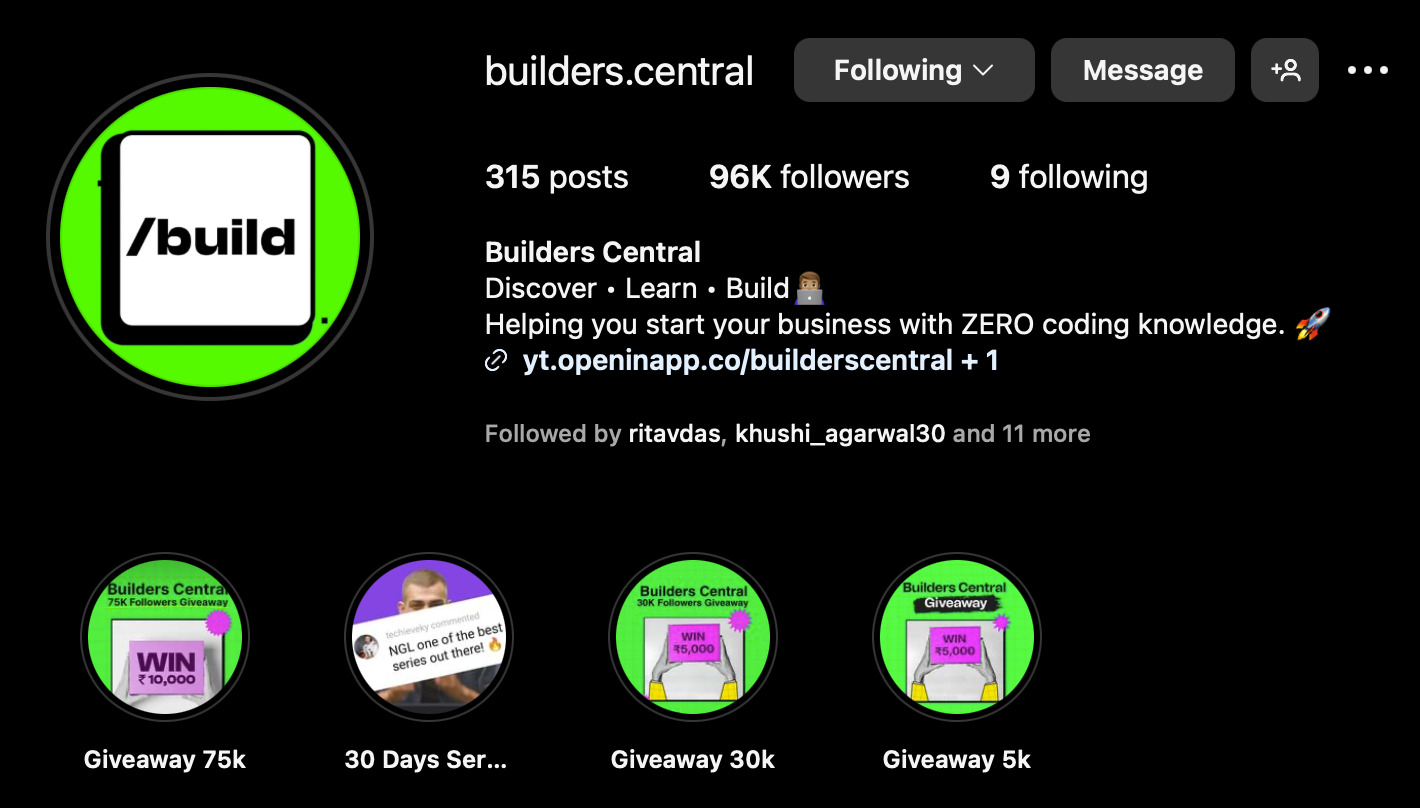 builders.central
Following
Message
/build
315 posts 96K followers 9 following
Builders Central
Discover • Learn • Build👨🏽‍💻
Helping you start your business with ZERO coding knowledge. 🚀
yt.openinapp.co/builderscentral + 1
Followed by ritavdas, khushi_agarwal30 and 11 more
Builders Central
75K Followers Giveaway
WIN
₹10,000
techieveky commented
NGL one of the best
series out there! 🔥
Builders Central
30K Followers Giveaway
WIN
₹5,000
Builders Central
Giveaway
WIN
₹5,000
Giveaway 75k
30 Days Ser...
Giveaway 30k
Giveaway 5k